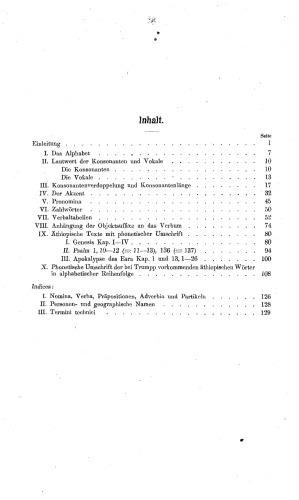 Inhalt.
Seite
Einleitung . . . . . . . . . . . . . . . . . . . 1
I. Das Alphabet . . . . . . . . . . . . . . . . . . 7
II. Lautwert der Konsonanten und Vokale . . . . . . . . . . 10
Die Konsonanten . . . . . . . . . . . . . . . . 10
Die Vokale . . . . . . . . . . . . . . . . . . 13
III. Konsonantenverdoppelung und Konsonantenlänge . . . . . . . 17
IV. Der Akzent . . . . . . . . . . . . . . . . . . 32
V. Pronomina . . . . . . . . . . . . . . . . . . 45
VI. Zahlwörter . . . . . . . . . . . . . . . . . . 50
VII. Verbaltabellen . . . . . . . . . . . . . . . . . 52
VIII. Anhängung der Objektsuffixe an das Verbum . . . . . . . . 74
IX. Äthiopische Texte mit phonetischer Umschrift . . . . . . . . 80
I. Genesis Kap. I—IV . . . . . . . . . . . . . . . 80
II. Psalm 1, 10—12 (= 11—13), 136 (= 137) . . . . . . . . 94
III. Apokalypse des Esra Kap. 1 und 13, 1—26 . . . . . . . 100
X. Phonetische Umschrift der bei Trumpp vorkommenden äthiopischen Wörter
in alphabetischer Reihenfolge . . . . . . . . . . . . . 108
Indices:
I. Nomina, Verba, Präpositionen, Adverbia und Partikeln . . . . . 126
II. Personen- und geographische Namen . . . . . . . . . . . 128
III. Termini technici . . . . . . . . . . . . . . . . . 129